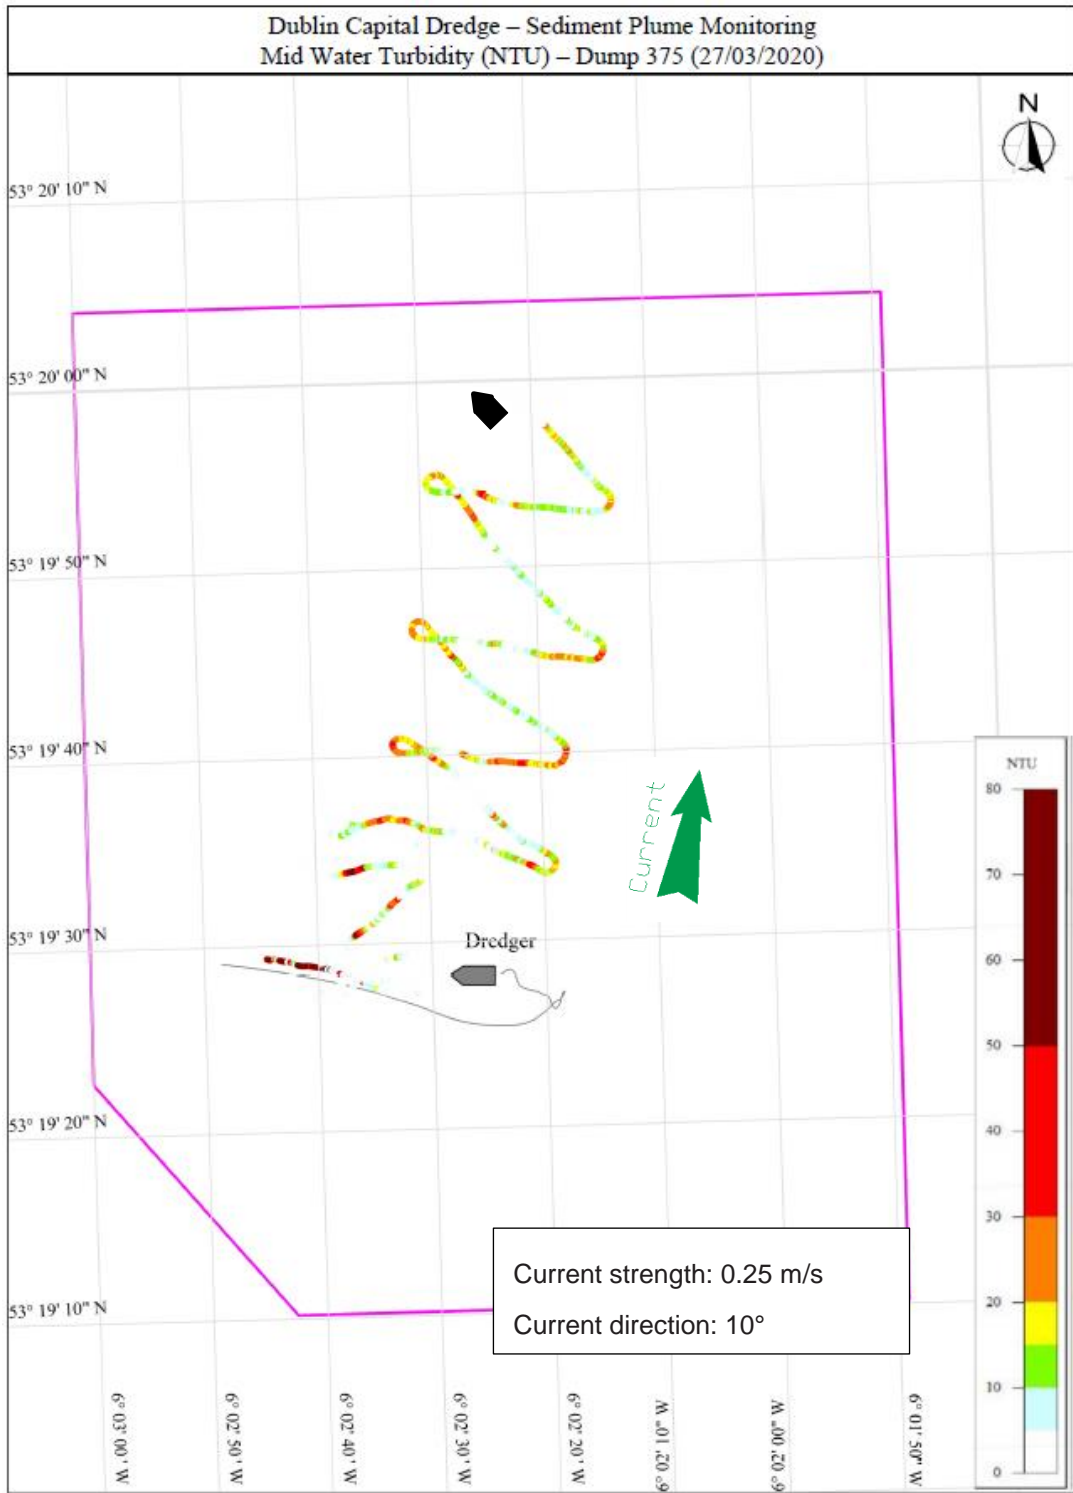 Dublin Capital Dredge – Sediment Plume Monitoring
Mid Water Turbidity (NTU) – Dump 375 (27/03/2020)
N
53° 20' 10" N
53° 20' 00" N
53° 19' 50" N
53° 19' 40" N
NTU
80
Current
70
53° 19' 30" N
Dredger
60
50
53° 19' 20" N
40
30
Current strength: 0.25 m/s
53° 19' 10" N
Current direction: 10°
20
10
0
6° 03' 00" W
6° 02' 50" W
6° 02' 40" W
6° 02' 30" W
6° 02' 20" W
6° 02' 10" W
6° 02' 00" W
6° 01' 50" W